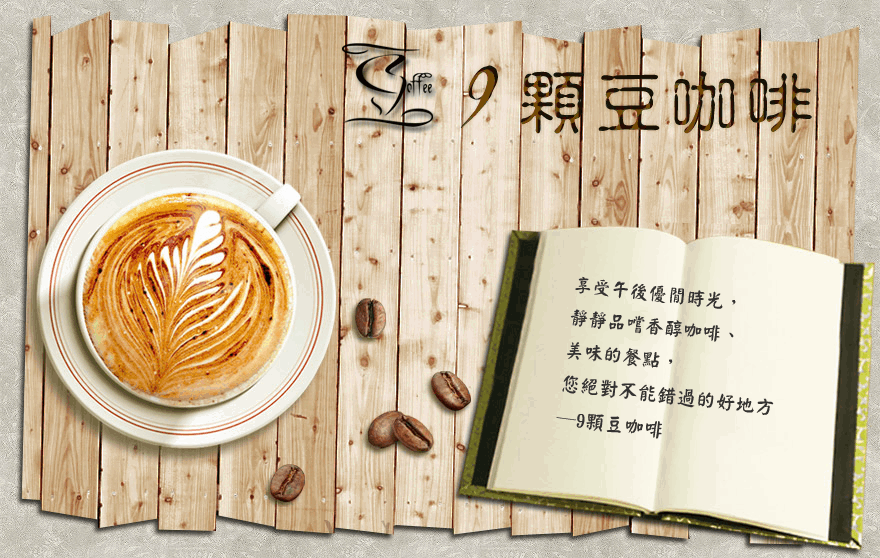 Coffee
9顆豆咖啡
享受午後優閒時光，
靜靜品嚐香醇咖啡、
美味的餐點，
您絕對不能錯過的好地方
—9顆豆咖啡